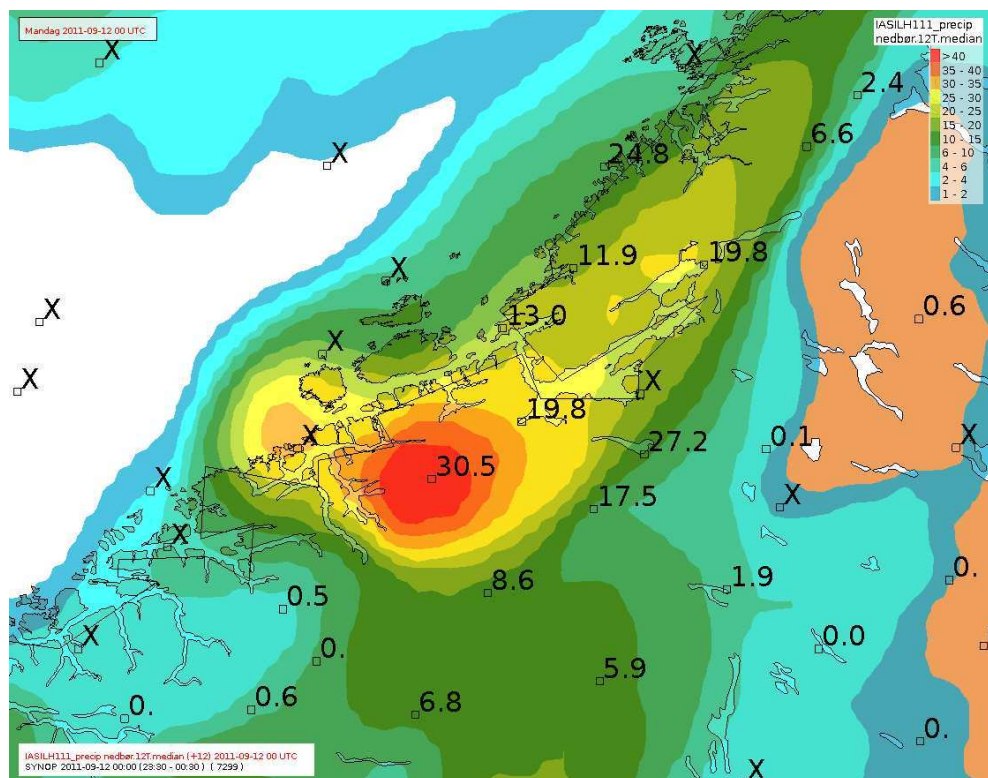 Mandag 2011-09-12 00 UTC
IASILH111_precip
nedbør.12T.median
>40
35 - 40
30 - 35
25 - 30
20 - 25
15 - 20
10 - 15
6 - 10
4 - 6
2 - 4
1 - 2
X
X
2.4
6.6
X
24.8
11.9
19.8
X
X
13.0
0.6
X
X
X
19.8
X
0.1
X
27.2
30.5
X
17.5
X
X
0.
8.6
1.9
0.5
X
0.
0.0
5.9
0.6
6.8
0.
0.
X
IASILH111_precip nedbør.12T.median (+12) 2011-09-12 00 UTC
SYNOP 2011-09-12 00:00 (23:30 - 00:30 ) ( 7299)